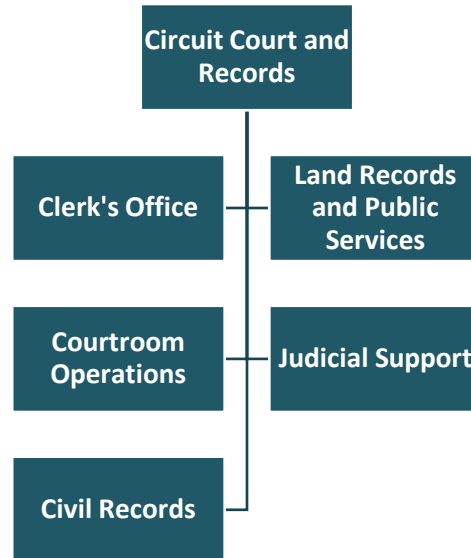 Circuit Court and
Records
Clerk's Office
Land Records
and Public
Services
Courtroom
Operations
Judicial Support
Civil Records